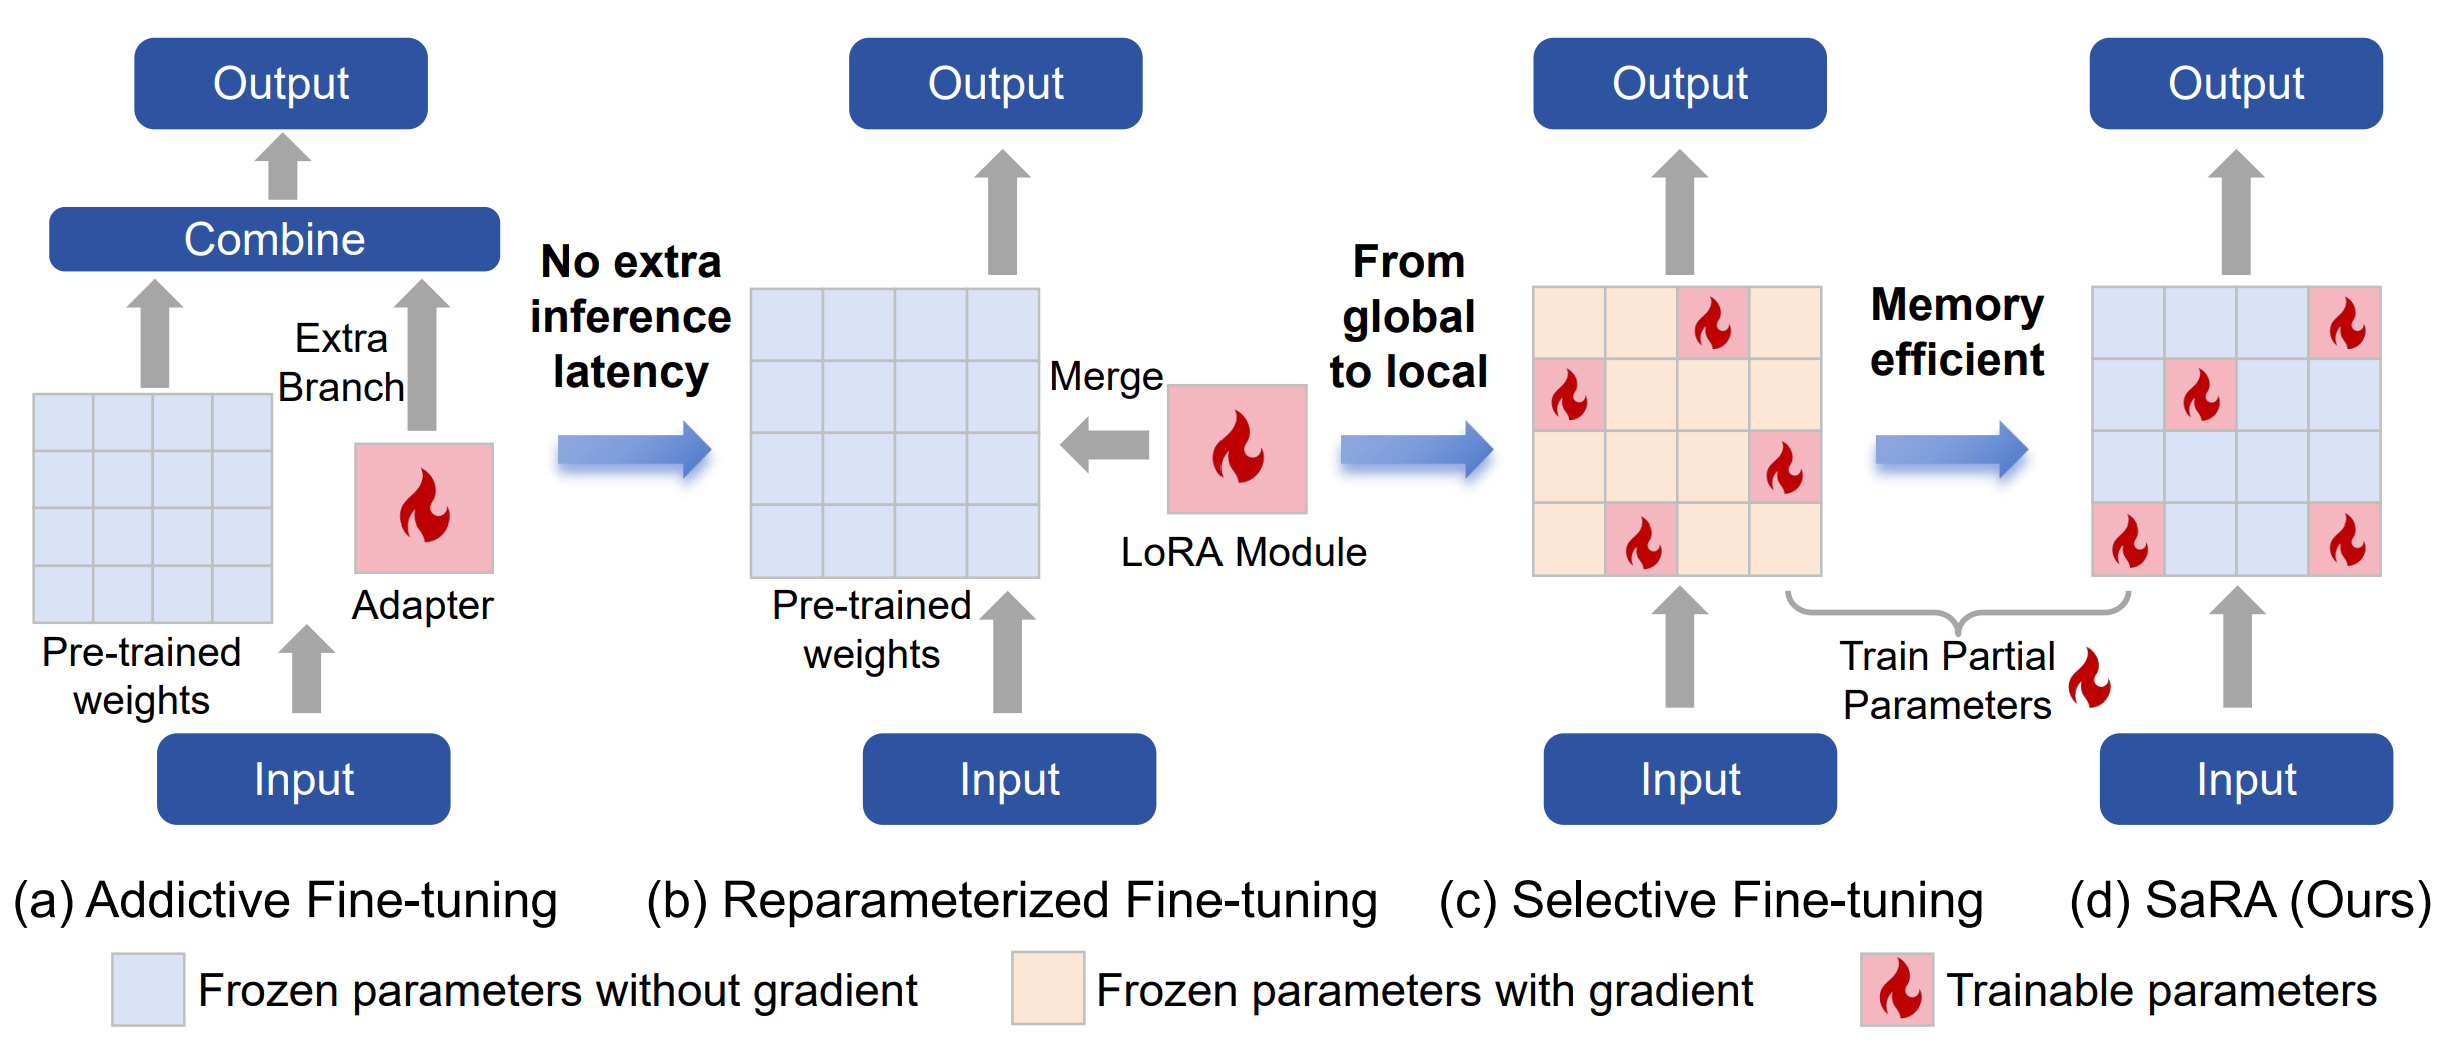 Output
Combine
Extra
Branch
Pre-trained
weights
Adapter
Input
(a) Addictive Fine-tuning
No extra
inference
latency
Output
Merge
LoRA Module
Pre-trained
weights
Input
(b) Reparameterized Fine-tuning
From
global
to local
Output
Input
(c) Selective Fine-tuning
Memory
efficient
Train Partial
Parameters
Output
Input
(d) SaRA (Ours)
Frozen parameters without gradient
Frozen parameters with gradient
Trainable parameters